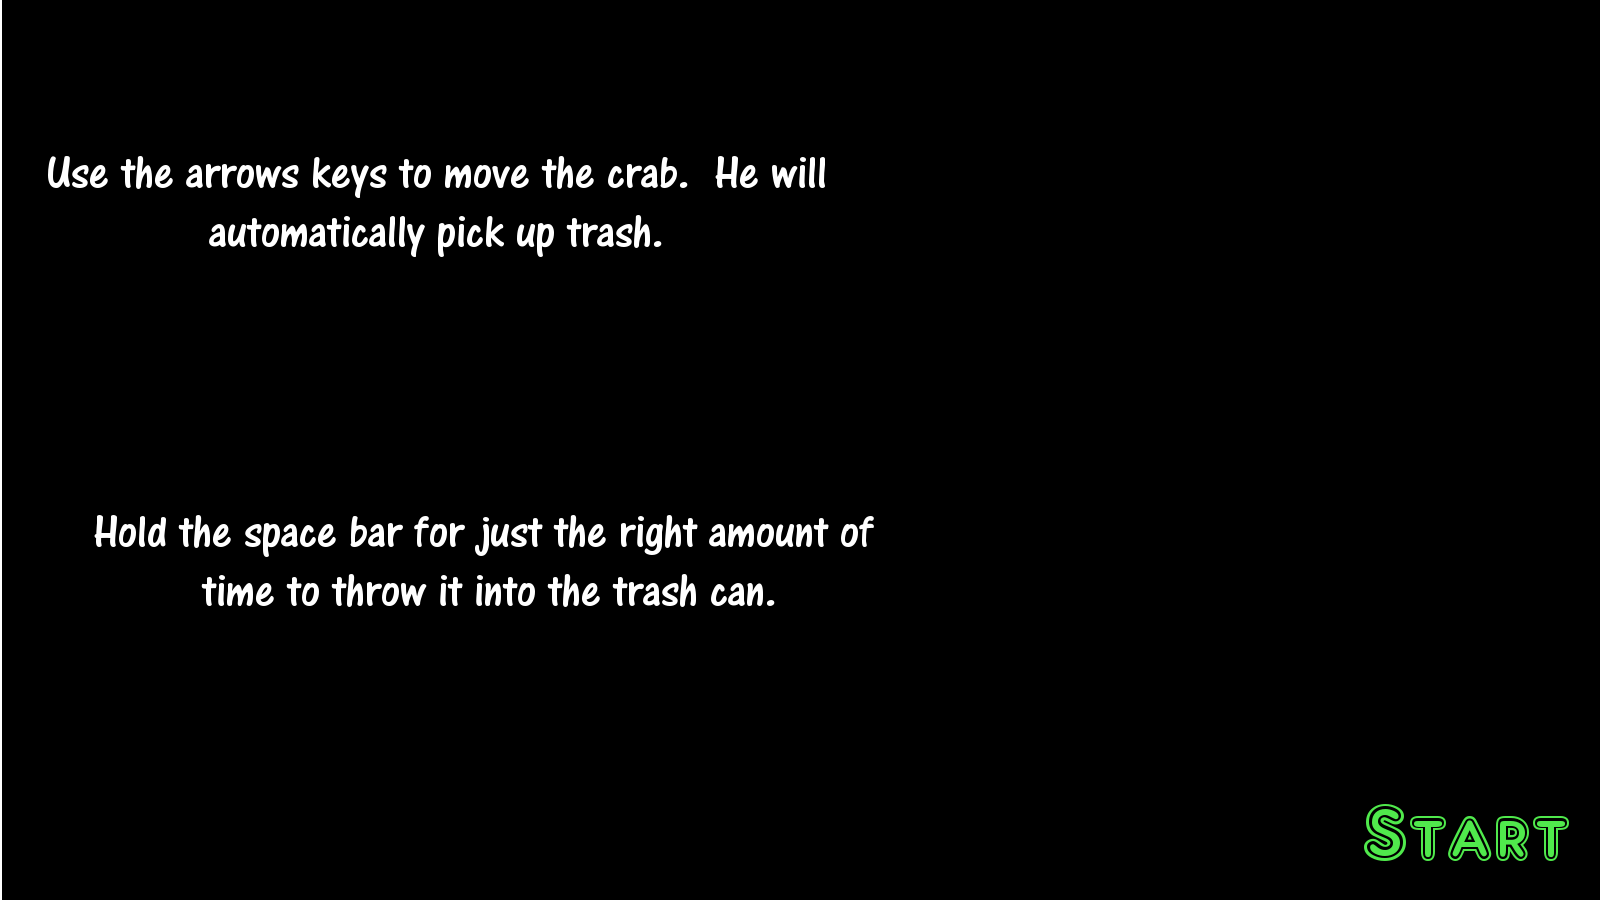 Use the arrows keys to move the crab.  He will
automatically pick up trash.
Hold the space bar for just the right amount of
time to throw it into the trash can.
Start